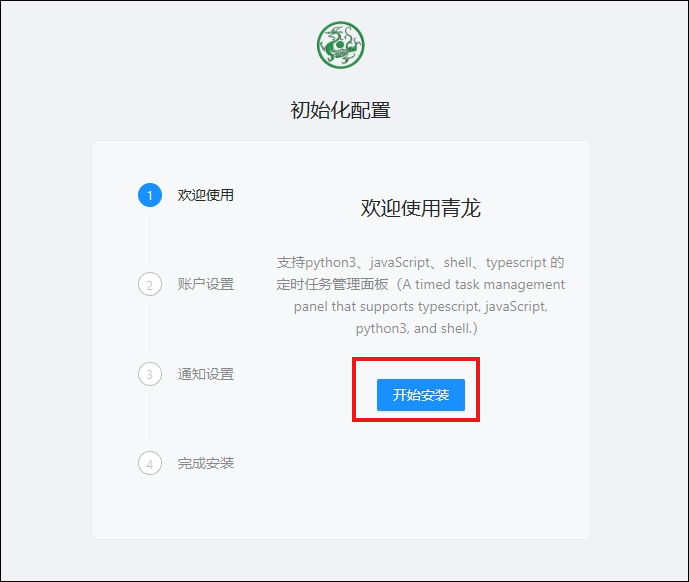 初始化配置
1 欢迎使用
2 账户设置
3 通知设置
4 完成安装
欢迎使用青龙
支持python3、javaScript、shell、typescript 的
定时任务管理面板（A timed task management
panel that supports typescript, javaScript,
python3, and shell.）
开始安装